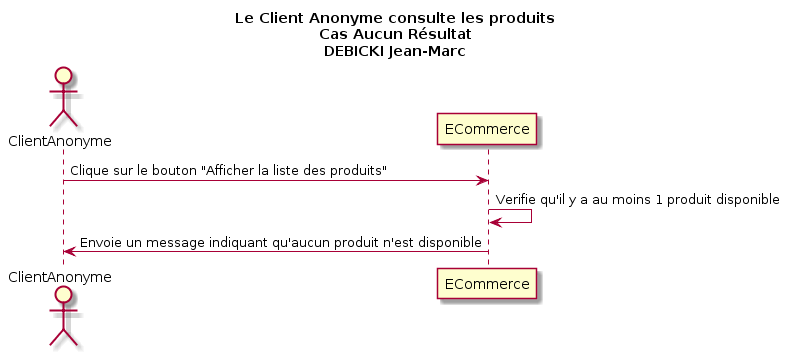 Le Client Anonyme consulte les produits
Cas Aucun Résultat
DEBICKI Jean-Marc
ClientAnonyme
ECommerce
Clique sur le bouton "Afficher la liste des produits"
Verifie qu'il y a au moins 1 produit disponible
Envoie un message indiquant qu'aucun produit n'est disponible
ClientAnonyme
ECommerce